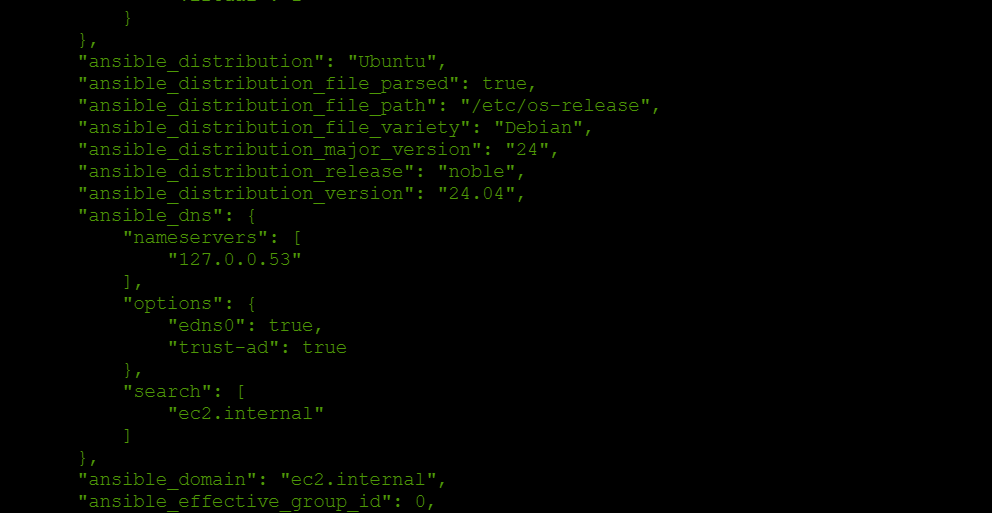 }
},
"ansible_distribution": "Ubuntu",
"ansible_distribution_file_parsed": true,
"ansible_distribution_file_path": "/etc/os-release",
"ansible_distribution_file_variety": "Debian",
"ansible_distribution_major_version": "24",
"ansible_distribution_release": "noble",
"ansible_distribution_version": "24.04",
"ansible_dns": {
"nameservers": [
"127.0.0.53"
],
"options": {
"edns0": true,
"trust-ad": true
},
"search": [
"ec2.internal"
]
},
"ansible_domain": "ec2.internal",
"ansible_effective_group_id": 0,